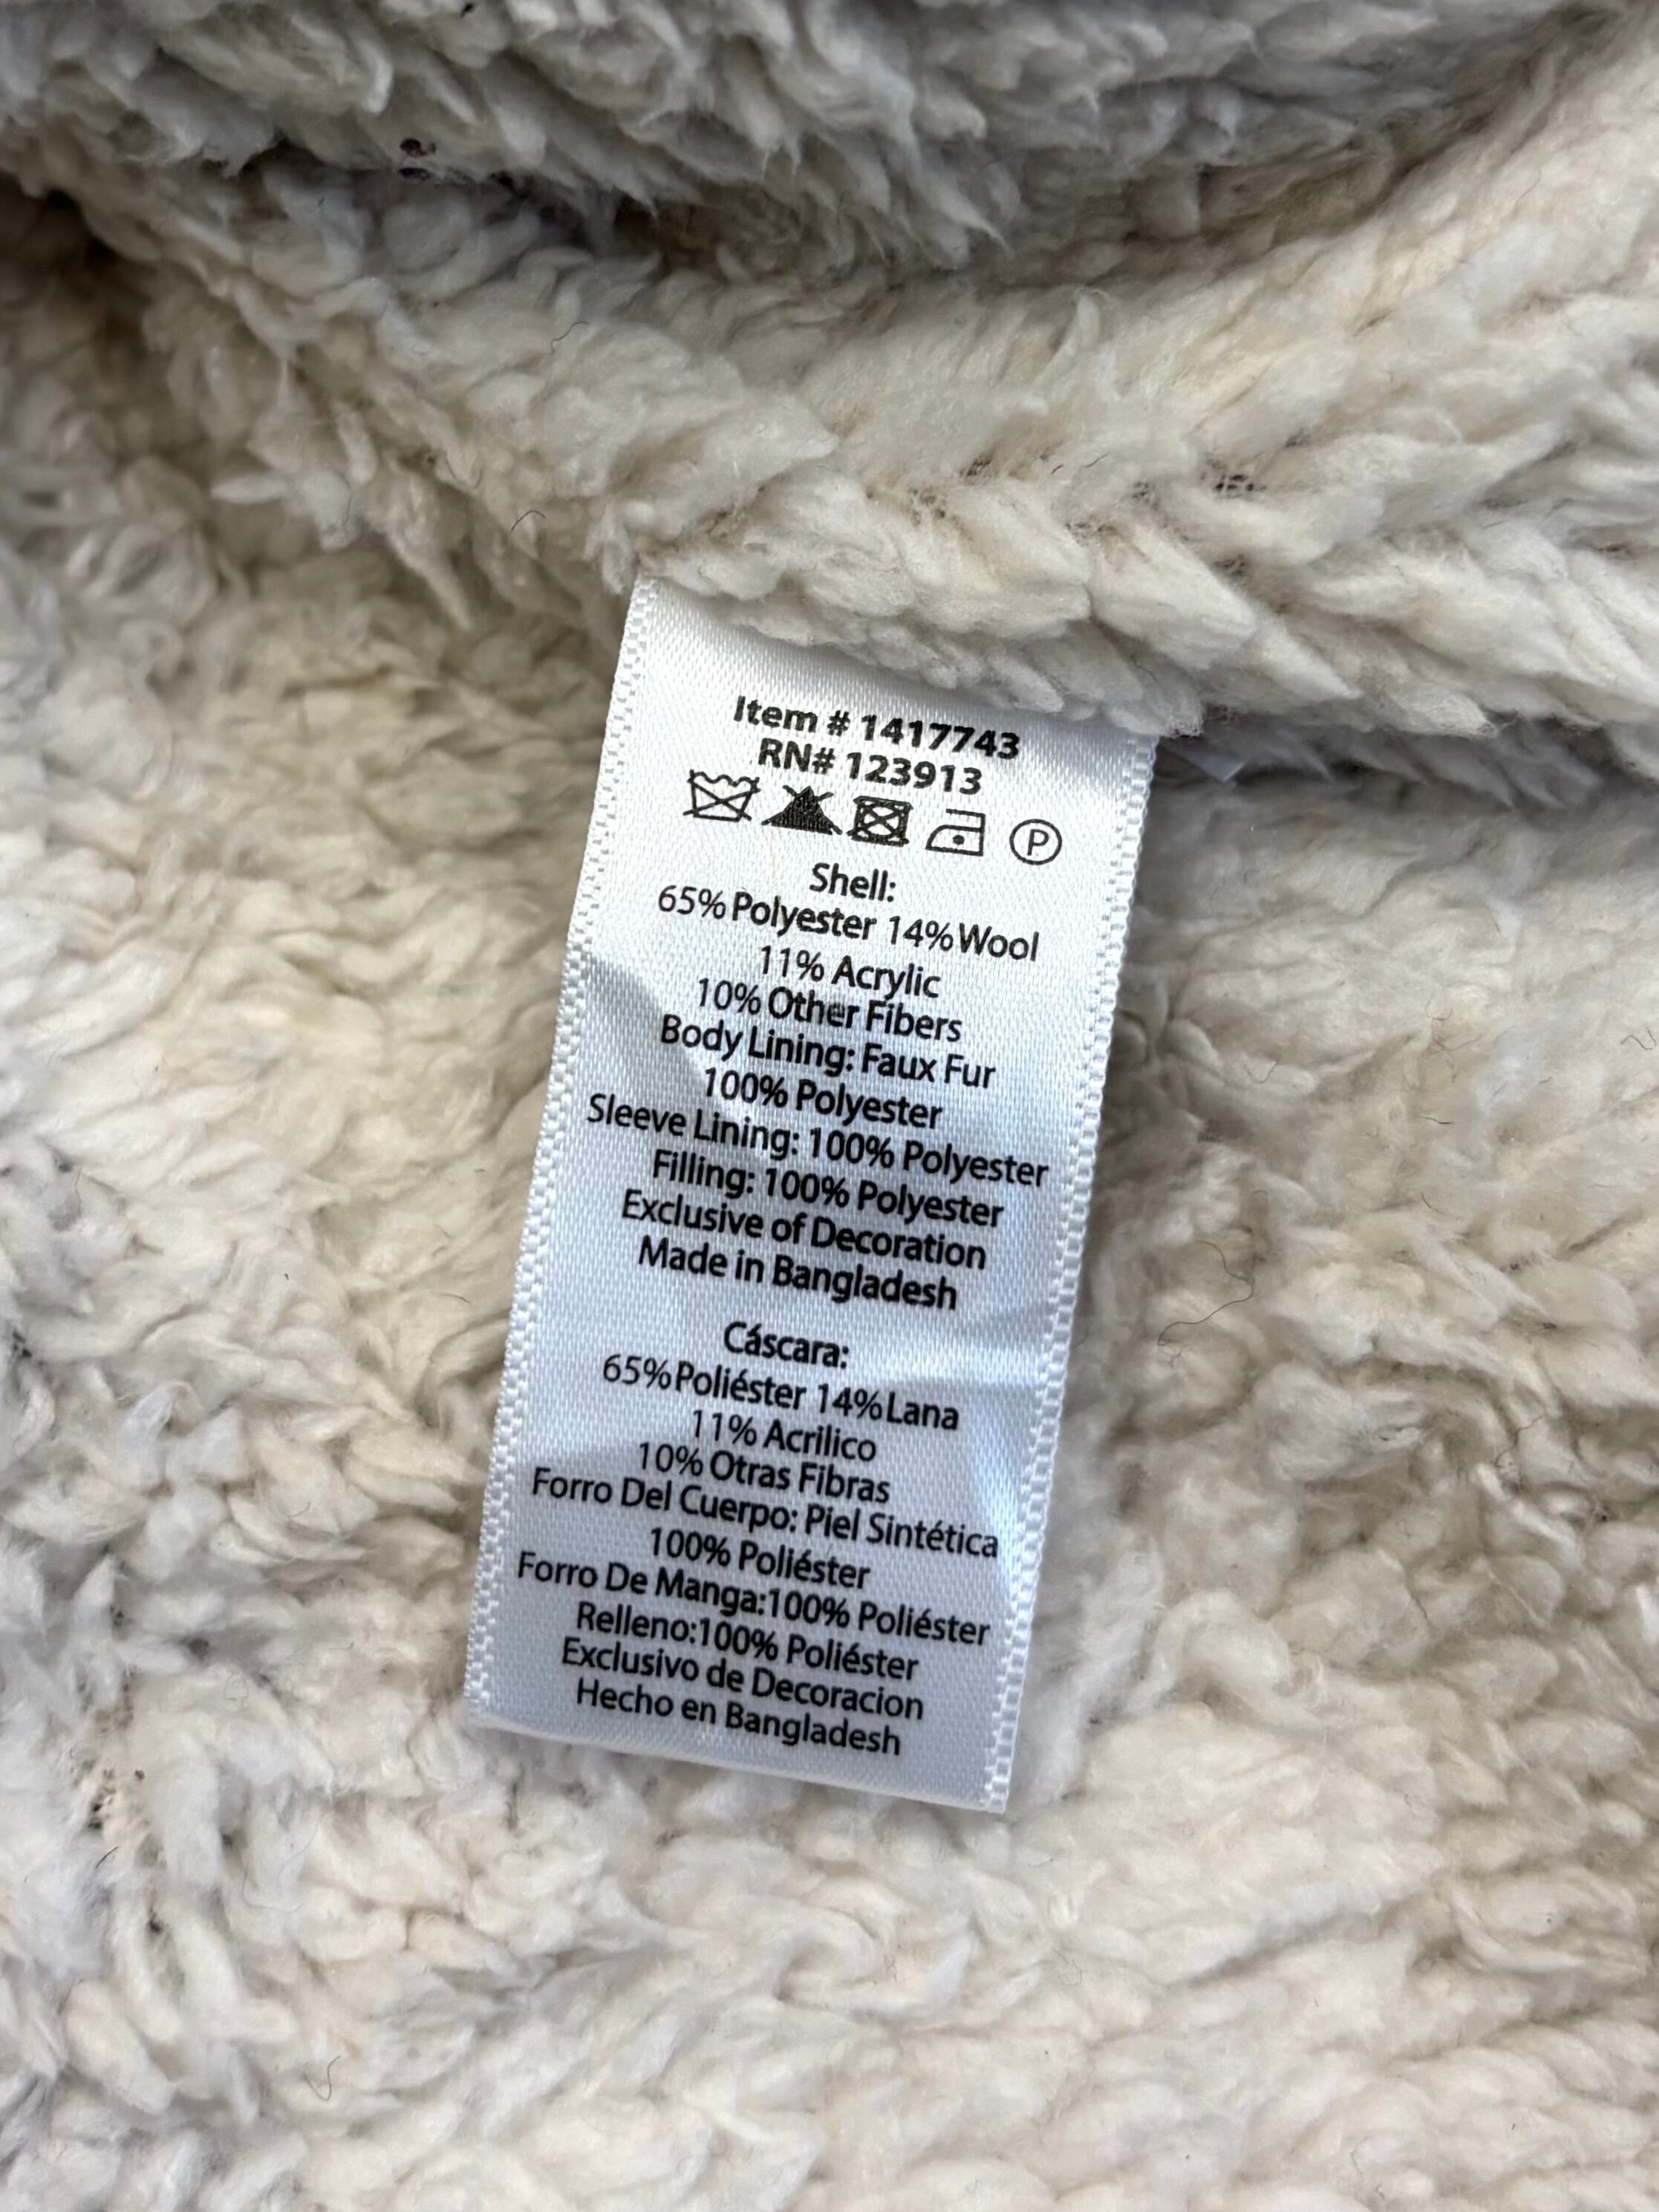 Item # 1417743
RN# 123913
P
Shell:
65% Polyester 14% Wool
11% Acrylic
10% Other Fibers
Body Lining: Faux Fur
100% Polyester
Sleeve Lining: 100% Polyester
Filling: 100% Polyester
Exclusive of Decoration
Made in Bangladesh
Cáscara:
65% Poliéster 14% Lana
11% Acrilico
10% Otras Fibras
Forro Del Cuerpo: Piel Sintética
100% Poliéster
Forro De Manga:100% Poliéster
Relleno:100% Poliéster
Exclusivo de Decoracion
Hecho en Bangladesh